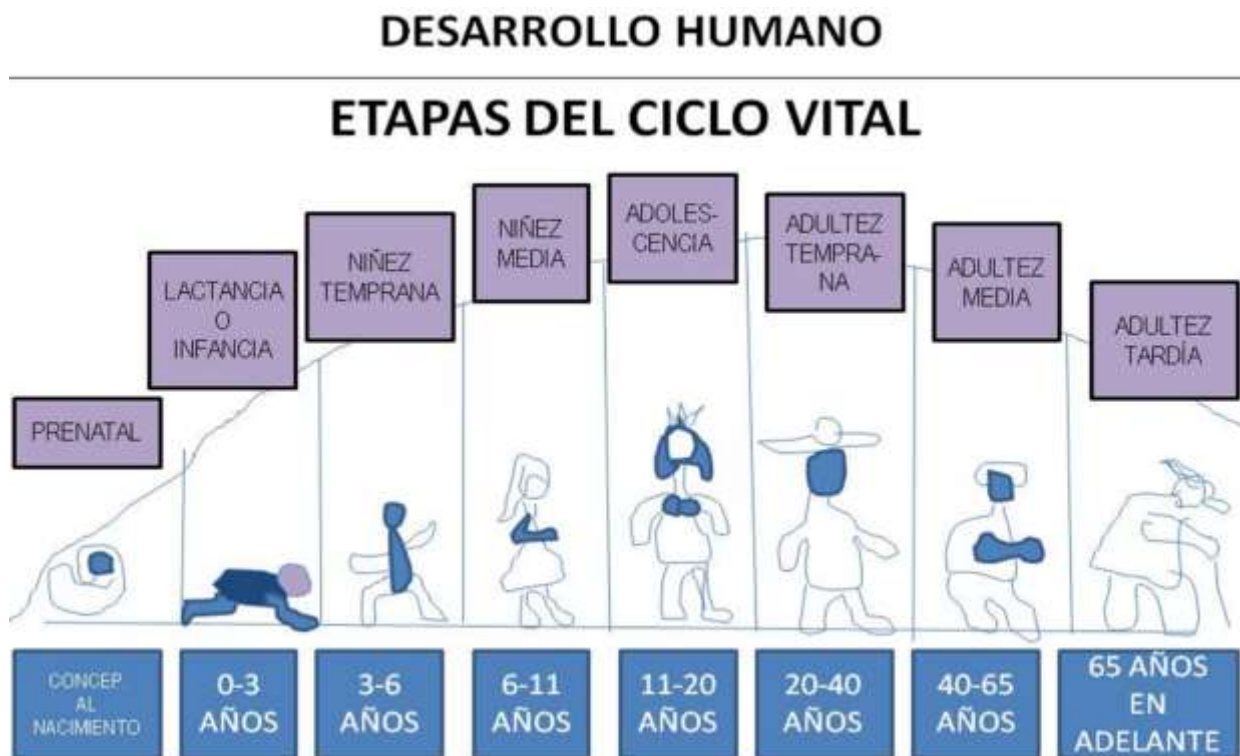 DESARROLLO HUMANO
ETAPAS DEL CICLO VITAL
PRENATAL
LACTANCIA
O
INFANCIA
NIÑEZ
TEMPRANA
NIÑEZ
MEDIA
ADOLES-
CENCIA
ADULTEZ
TEMPRA-
NA
ADULTEZ
MEDIA
ADULTEZ
TARDÍA
CONCEP
AL
NACIMIENTO
0-3
AÑOS
3-6
AÑOS
6-11
AÑOS
11-20
AÑOS
20-40
AÑOS
40-65
AÑOS
65 AÑOS
EN
ADELANTE